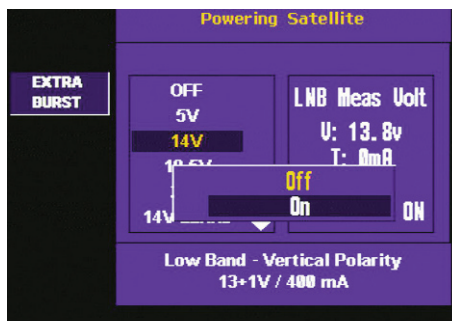 Powering Satellite
EXTRA
BURST
OFF
5V
14V
LNB Meas Volt
V: 13.8v
T: 0mA
Off
On
14V
ON
Low Band - Vertical Polarity
13+1V / 400 mA